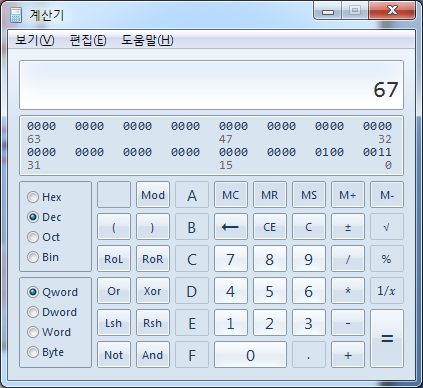 계산기
보기(V) 편집(E) 도움말(H)
67
0000 0000 0000 0000 0000 0000 0000 0000
63 47 32
0000 0000 0000 0000 0000 0000 0100 0011
31 15 0
Hex
Dec
Oct
Bin
Qword
Dword
Word
Byte
Mod A MC MR MS M+ M-
( ) B ← CE C ± √
RoL RoR C 7 8 9 / %
Or Xor D 4 5 6 * 1/x
Lsh Rsh E 1 2 3 - =
Not And F 0 . +